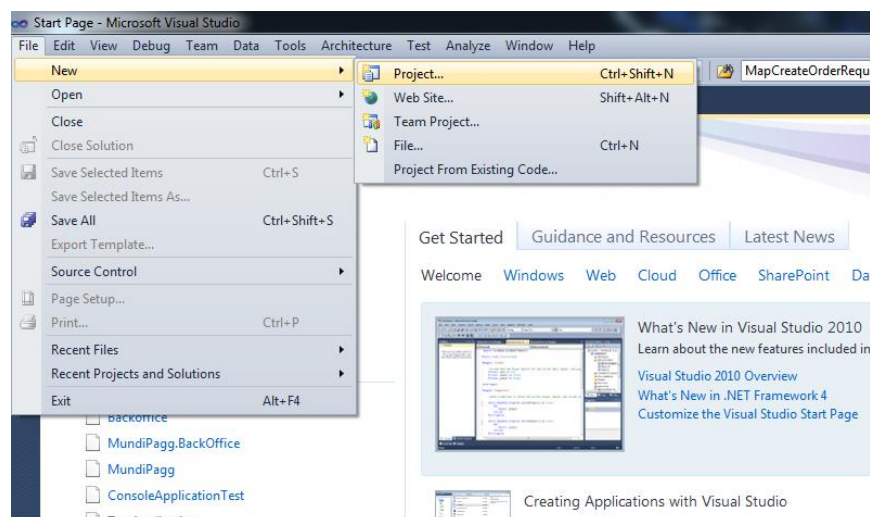 Start Page - Microsoft Visual Studio
File Edit View Debug Team Data Tools Architecture Test Analyze Window Help
New
Open
Close
Close Solution
Save Selected Items Ctrl+S
Save Selected Items As...
Save All Ctrl+Shift+S
Export Template...
Source Control
Page Setup...
Print... Ctrl+P
Recent Files
Recent Projects and Solutions
Exit Alt+F4
Project... Ctrl+Shift+N
Web Site... Shift+Alt+N
Team Project...
File... Ctrl+N
Project From Existing Code...
MapCreateOrderRequ
Get Started Guidance and Resources Latest News
Welcome Windows Web Cloud Office SharePoint Da
What's New in Visual Studio 2010
Learn about the new features included in
Visual Studio 2010 Overview
What's New in .NET Framework 4
Customize the Visual Studio Start Page
Backoffice
MundiPagg.BackOffice
MundiPagg
ConsoleApplicationTest
Creating Applications with Visual Studio